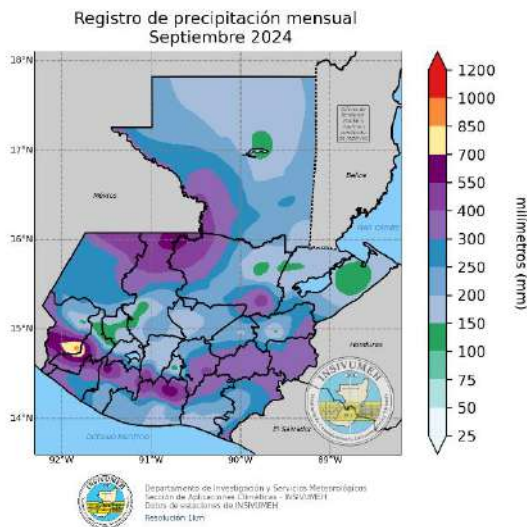 Registro de precipitación mensual
Septiembre 2024
18°N
17°N
16°N
15°N
14°N
92°W 91°W 90°W 89°W
México
Belice
Honduras
El Salvador
OCÉANO PACÍFICO
INSIVUMEH
1200
1000
850
700
550
400
300
250
200
150
100
75
50
25
milímetros (mm)
Departamento de Investigación y Servicios Meteorológicos
Sección de Aplicaciones Climáticas - INSIVUMEH
Datos de estaciones de INSIVUMEH
Resolución 1km